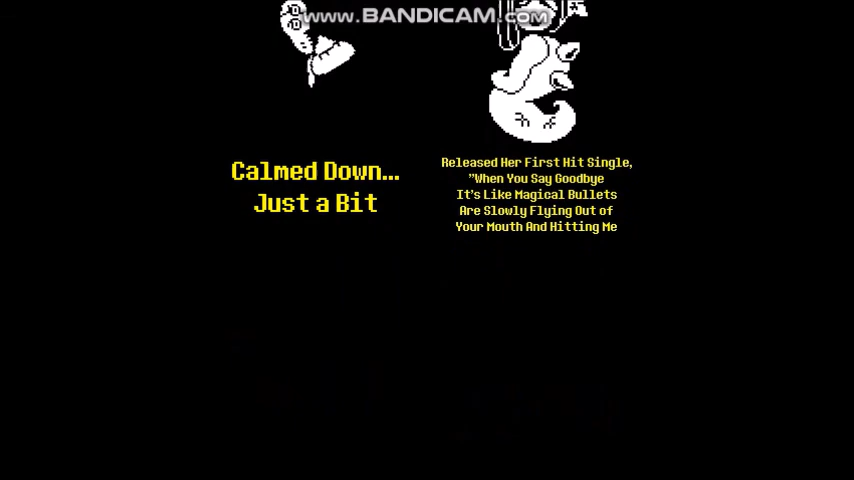 www.BANDICAM.com
Calmed Down...
Just a Bit
Released Her First Hit Single,
"When You Say Goodbye
It's Like Magical Bullets
Are Slowly Flying Out of
Your Mouth And Hitting Me